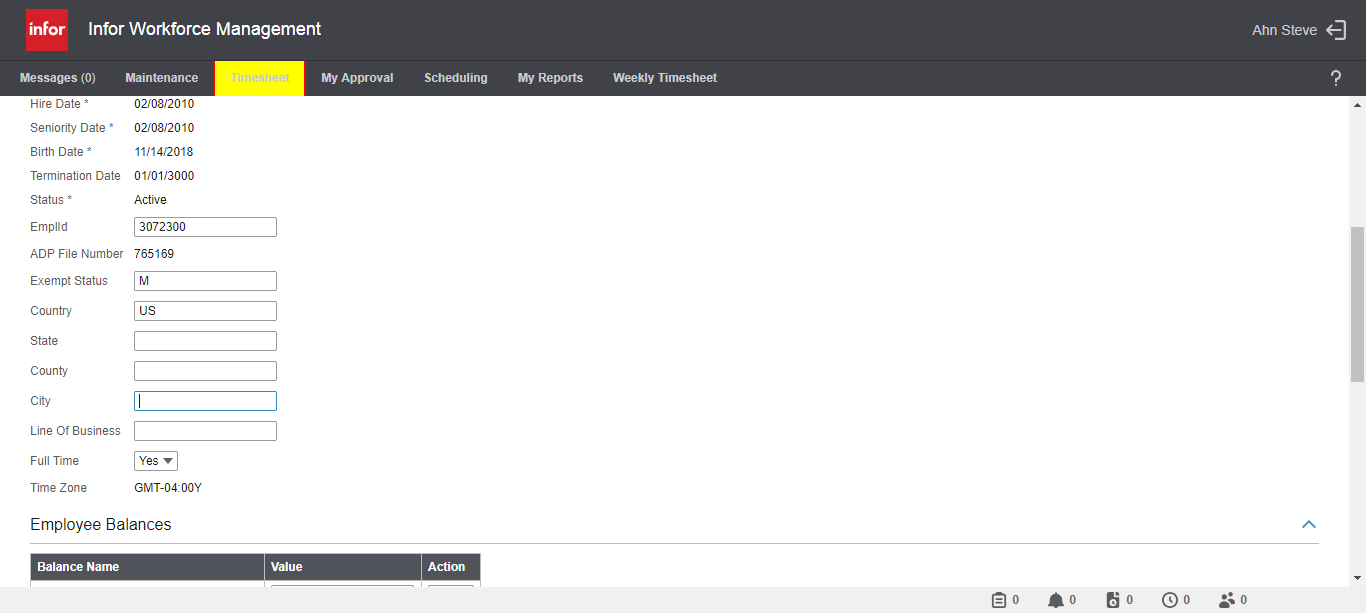 infor
Infor Workforce Management
Ahn Steve
Messages (0) Maintenance Timesheet My Approval Scheduling My Reports Weekly Timesheet ?
Hire Date * 02/08/2010
Seniority Date * 02/08/2010
Birth Date * 11/14/2018
Termination Date 01/01/3000
Status * Active
EmplId 3072300
ADP File Number 765169
Exempt Status M
Country US
State
County
City
Line Of Business
Full Time Yes
Time Zone GMT-04:00Y
Employee Balances
Balance Name Value Action
0 0 0 0 0